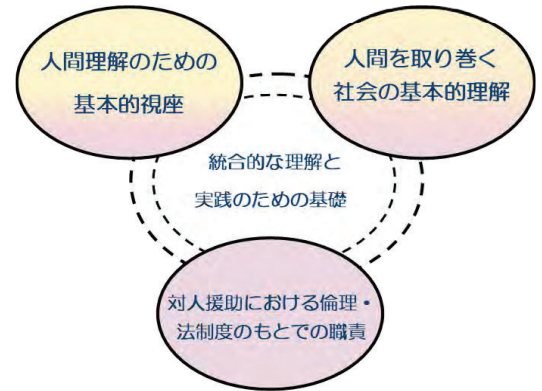 人間理解のための
基本的視座
人間を取り巻く
社会の基本的理解
統合的な理解と
実践のための基礎
対人援助における倫理・
法制度のもとでの職責